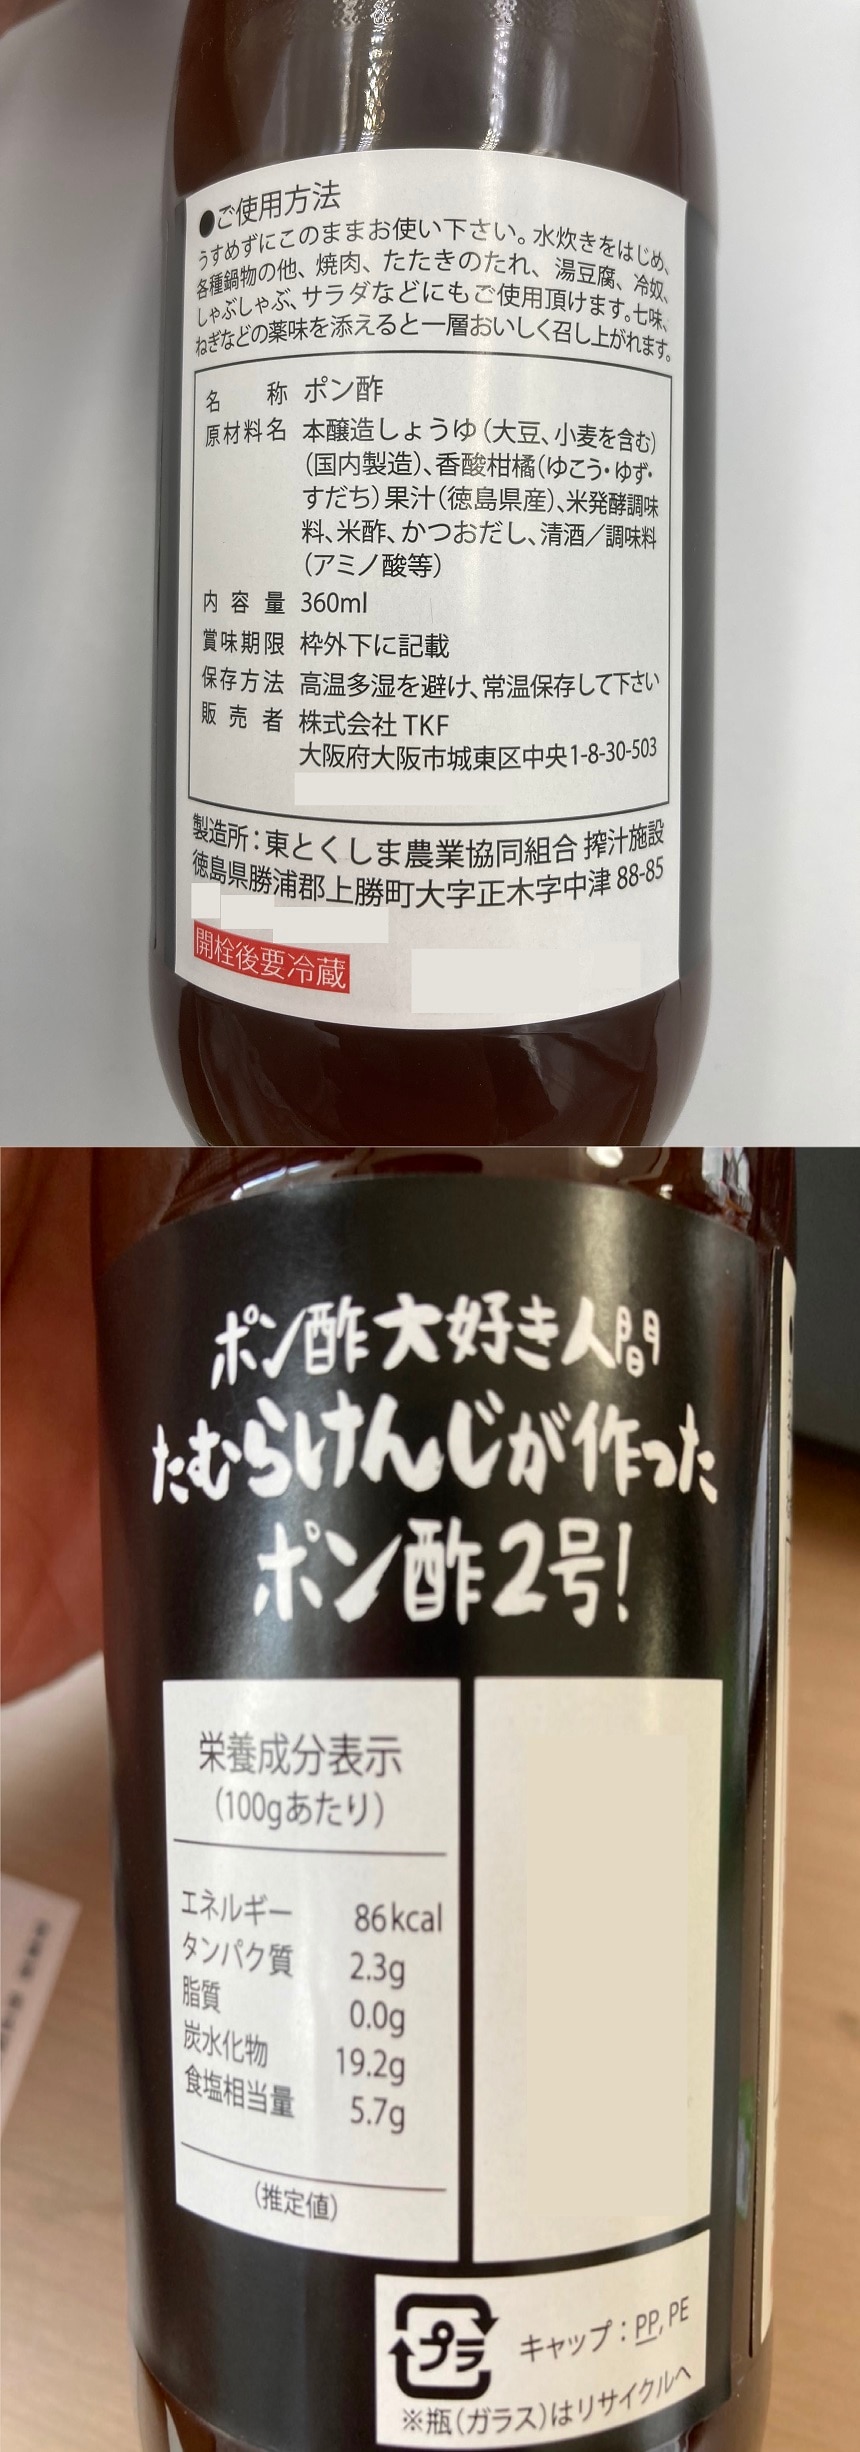 ●ご使用方法
うすめずにこのままお使い下さい。水炊きをはじめ、
各種鍋物の他、焼肉、たたきのたれ、湯豆腐、冷奴、
しゃぶしゃぶ、サラダなどにもご使用頂けます。七味、
ねぎなどの薬味を添えると一層おいしく召し上がれます。
名称 ポン酢
原材料名 本醸造しょうゆ(大豆、小麦を含む)
(国内製造)、香酸柑橘(ゆこう・ゆず・
すだち)果汁(徳島県産)、米発酵調味
料、米酢、かつおだし、清酒/調味料
(アミノ酸等)
内容量 360ml
賞味期限 枠外下に記載
保存方法 高温多湿を避け、常温保存して下さい
販売者 株式会社 TKF
大阪府大阪市城東区中央1-8-30-503
製造所:東とくしま農業協同組合 搾汁施設
徳島県勝浦郡上勝町大字正木字中津 88-85
開栓後要冷蔵
ポン酢大好き人間
たむらけんじが作った
ポン酢2号!
栄養成分表示
(100gあたり)
エネルギー 86kcal
タンパク質 2.3g
脂質 0.0g
炭水化物 19.2g
食塩相当量 5.7g
(推定値)
プラ キャップ:PP, PE
※瓶(ガラス)はリサイクルへ